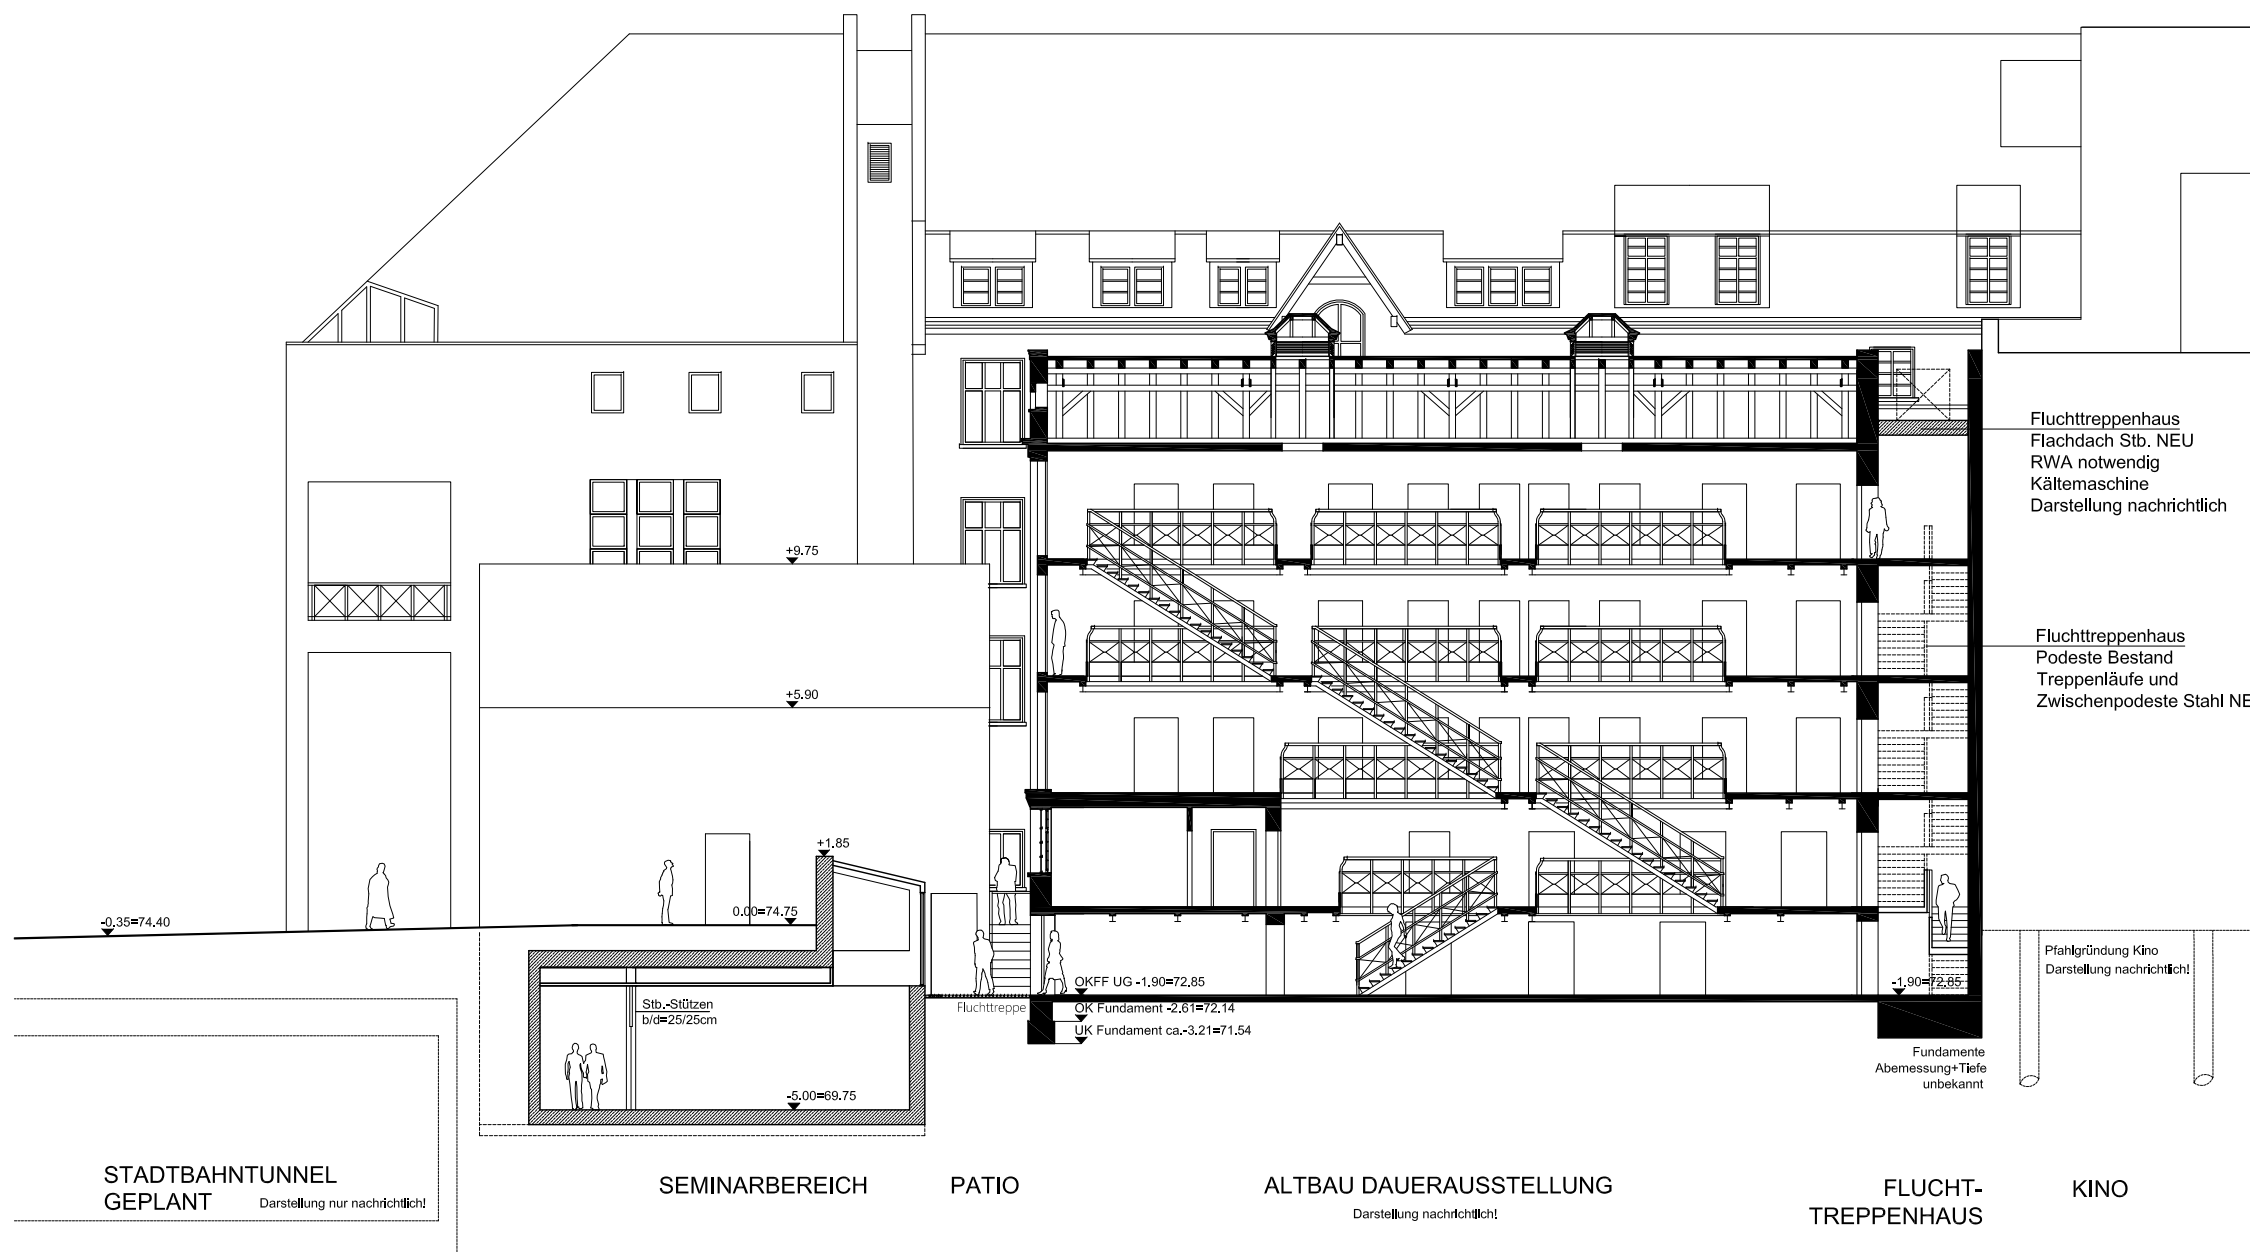 Fluchttreppenhaus
Flachdach Stb. NEU
RWA notwendig
Kältemaschine
Darstellung nachrichtlich
+9.75
Fluchttreppenhaus
Podeste Bestand
Treppenläufe und
Zwischenpodeste Stahl NE
+5.90
+1.85
-0.35=74.40
0.00=74.75
Pfahlgründung Kino
Darstellung nachrichtlich!
OKFF UG -1.90=72.85
-1.90=72.85
Stb.-Stützen
b/d=25/25cm
Fluchttreppe
OK Fundament -2.61=72.14
UK Fundament ca.-3.21=71.54
Fundamente
Abemessung+Tiefe
unbekannt
-5.00=69.75
STADTBAHNTUNNEL
GEPLANT Darstellung nur nachrichtlich!
SEMINARBEREICH
PATIO
ALTBAU DAUERAUSSTELLUNG
Darstellung nachrichtlich!
FLUCHT-
TREPPENHAUS
KINO